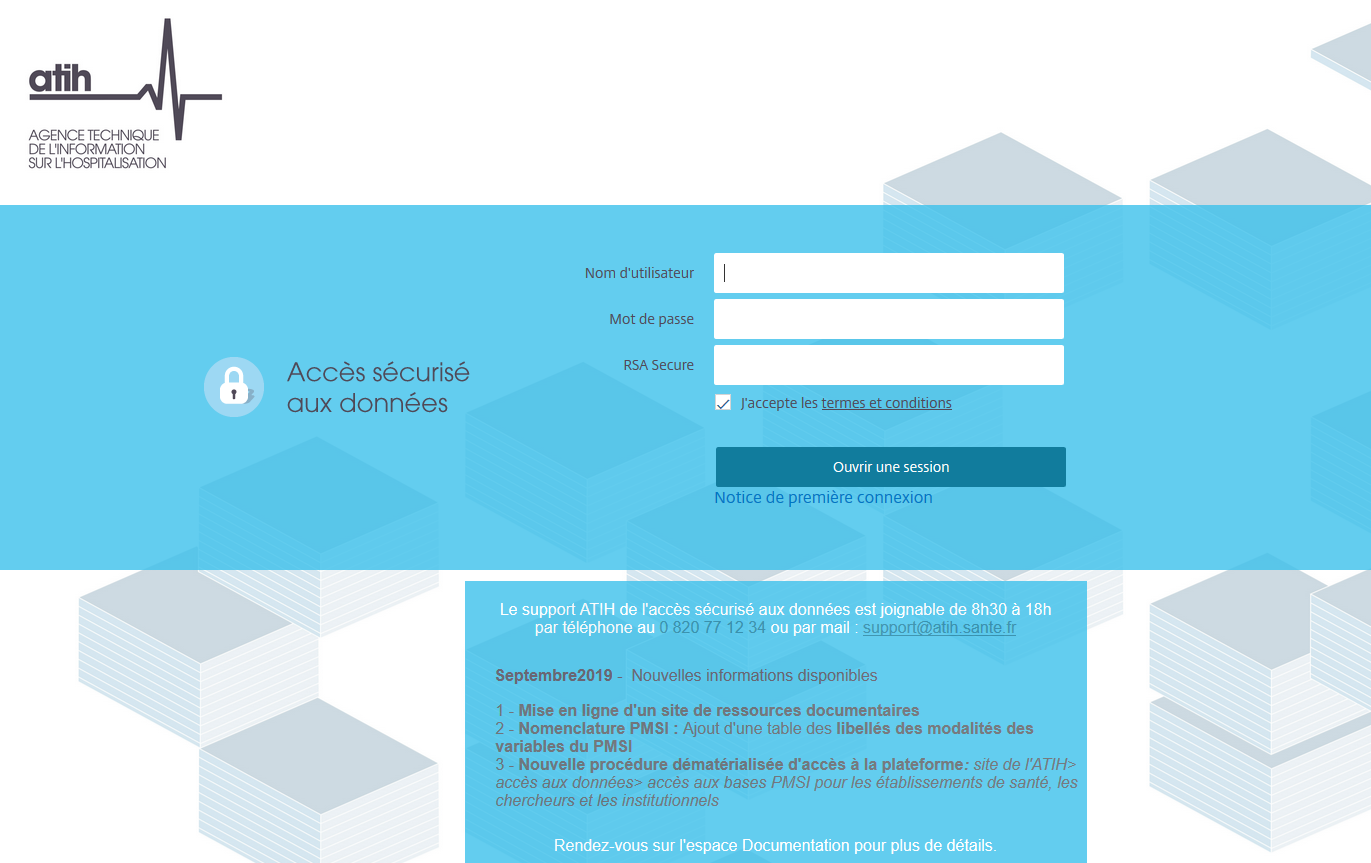 atih
AGENCE TECHNIQUE
DE L'INFORMATION
SUR L'HOSPITALISATION
Nom d'utilisateur
Mot de passe
RSA Secure
Accès sécurisé
aux données
J'accepte les termes et conditions
Ouvrir une session
Notice de première connexion
Le support ATIH de l'accès sécurisé aux données est joignable de 8h30 à 18h
par téléphone au 0 820 77 12 34 ou par mail : support@atih.sante.fr
Septembre2019 - Nouvelles informations disponibles
1 - Mise en ligne d'un site de ressources documentaires
2 - Nomenclature PMSI : Ajout d'une table des libellés des modalités des
variables du PMSI
3 - Nouvelle procédure dématérialisée d'accès à la plateforme: site de l'ATIH>
accès aux données> accès aux bases PMSI pour les établissements de santé, les
chercheurs et les institutionnels
Rendez-vous sur l'espace Documentation pour plus de détails.